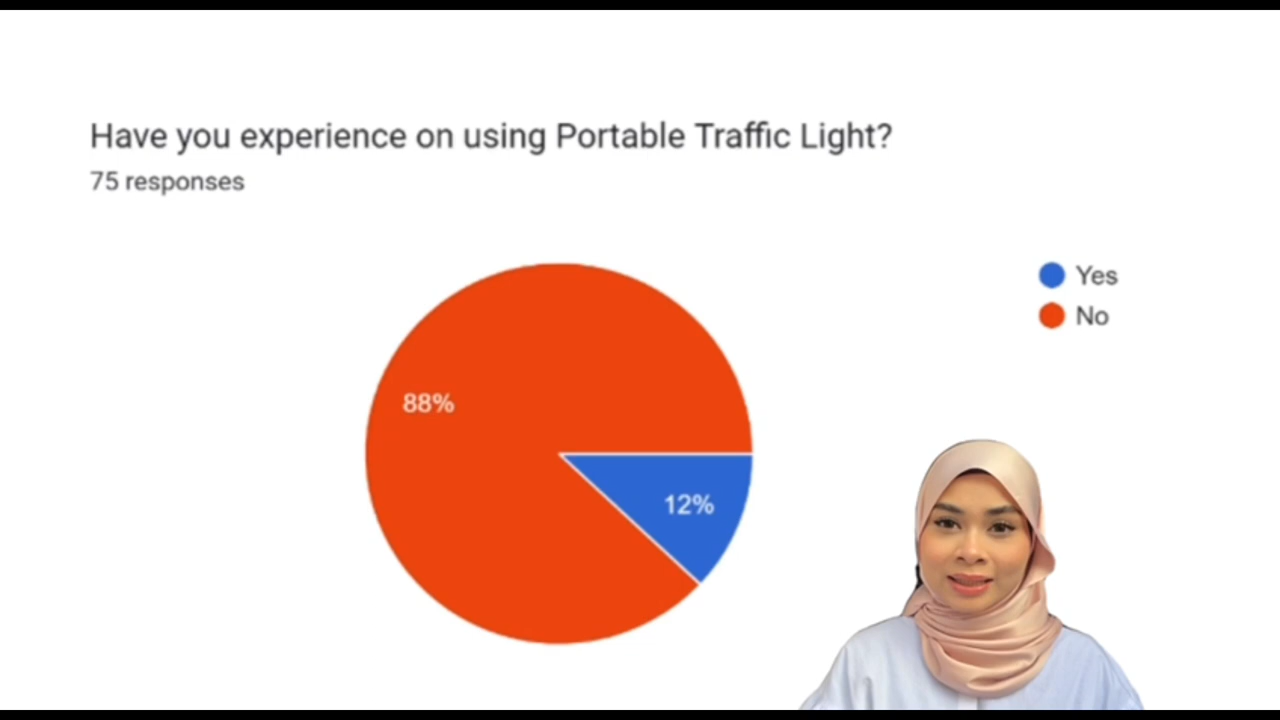 Have you experience on using Portable Traffic Light?
75 responses
Yes
No
88%
12%